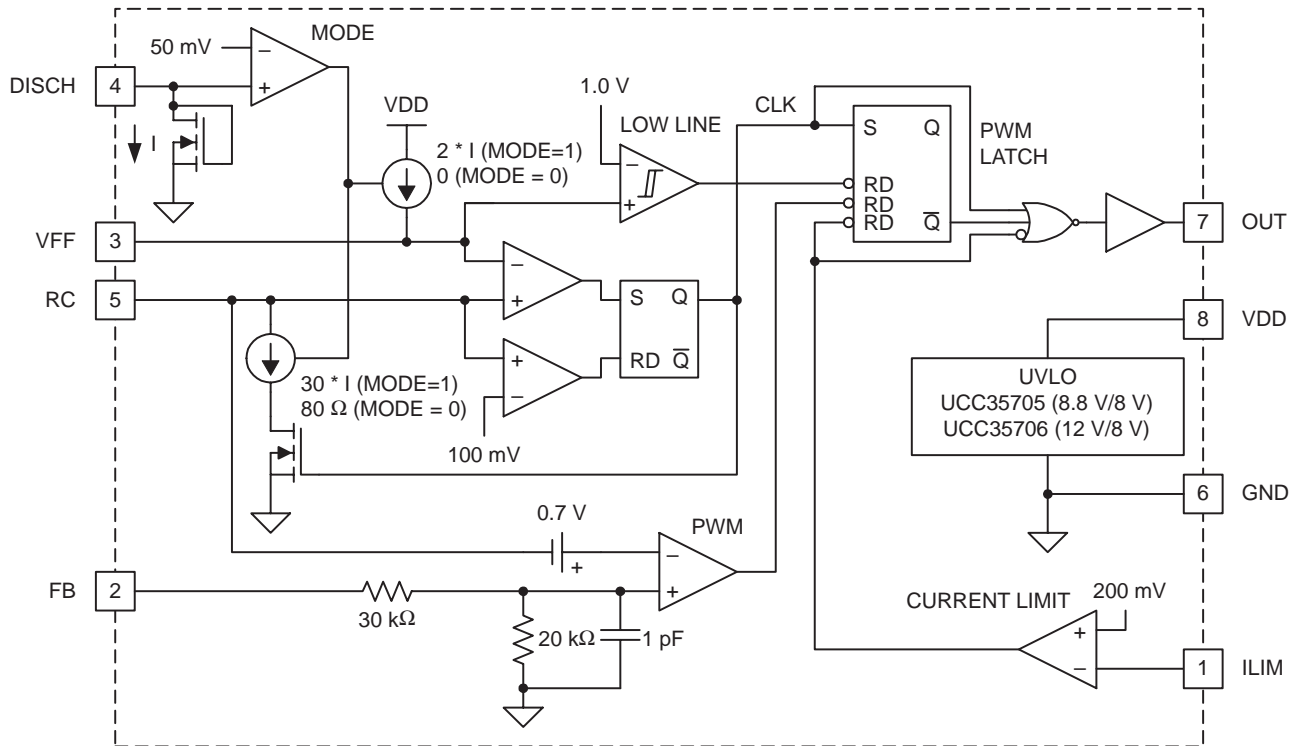 MODE
50 mV
−
+
DISCH
4
I
VDD
2 * I (MODE=1)
0 (MODE = 0)
1.0 V
LOW LINE
−
+
CLK
S
Q
RD
RD
RD
Q
PWM
LATCH
7
OUT
VFF
3
RC
5
−
+
S
Q
RD
Q
+
−
100 mV
30 * I (MODE=1)
80 Ω (MODE = 0)
8
VDD
UVLO
UCC35705 (8.8 V/8 V)
UCC35706 (12 V/8 V)
6
GND
0.7 V
+
PWM
−
+
FB
2
30 kΩ
20 kΩ
1 pF
CURRENT LIMIT
200 mV
+
−
1
ILIM